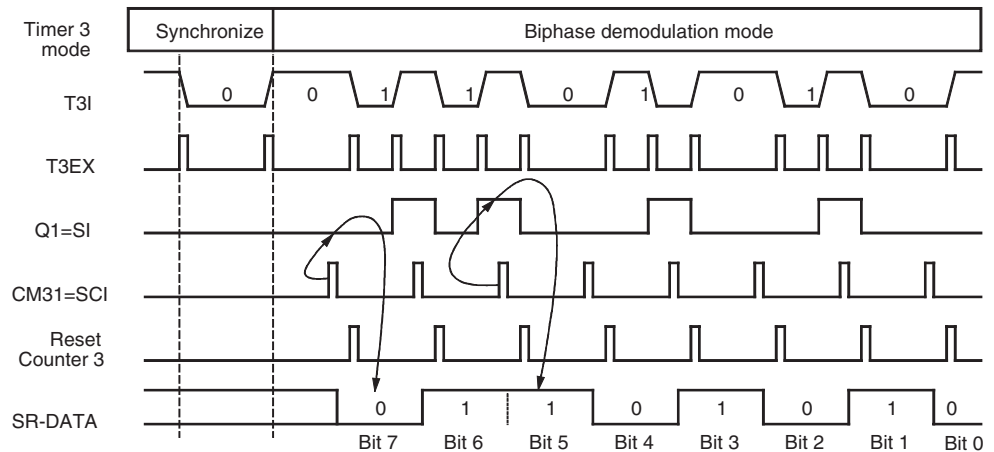 Timer 3
mode
Synchronize
Biphase demodulation mode
T3I
0 0 1 1 0 1 0 1 0
T3EX
Q1=SI
CM31=SCI
Reset
Counter 3
SR-DATA
0 1 1 0 1 0 1 0
Bit 7 Bit 6 Bit 5 Bit 4 Bit 3 Bit 2 Bit 1 Bit 0